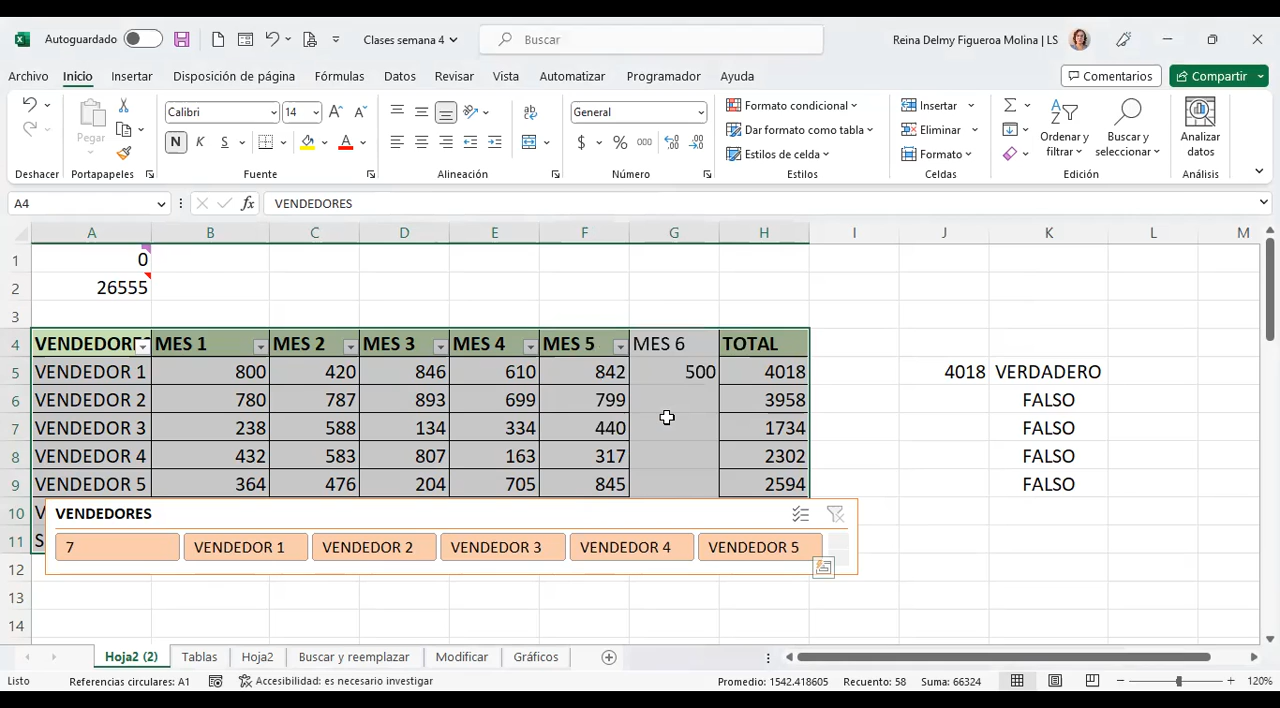 Autoguardado
Clases semana 4
Buscar
Reina Delmy Figueroa Molina | LS
Archivo Inicio Insertar Disposición de página Fórmulas Datos Revisar Vista Automatizar Programador Ayuda Comentarios Compartir
Pegar
Calibri 14
General
N K S
$ % 000
Formato condicional
Dar formato como tabla
Estilos de celda
Insertar
Eliminar
Formato
Ordenar y filtrar
Buscar y seleccionar
Analizar datos
Deshacer Portapapeles Fuente Alineación Número Estilos Celdas Edición Análisis
A4 fx VENDEDORES
A B C D E F G H I J K L M
1 0
2 26555
3
4 VENDEDORES MES 1 MES 2 MES 3 MES 4 MES 5 MES 6 TOTAL
5 VENDEDOR 1 800 420 846 610 842 500 4018 4018 VERDADERO
6 VENDEDOR 2 780 787 893 699 799 3958 FALSO
7 VENDEDOR 3 238 588 134 334 440 1734 FALSO
8 VENDEDOR 4 432 583 807 163 317 2302 FALSO
9 VENDEDOR 5 364 476 204 705 845 2594 FALSO
10 V VENDEDORES
11 S 7 VENDEDOR 1 VENDEDOR 2 VENDEDOR 3 VENDEDOR 4 VENDEDOR 5
12
13
14
Hoja2 (2) Tablas Hoja2 Buscar y reemplazar Modificar Gráficos
Listo Referencias circulares: A1 Accesibilidad: es necesario investigar Promedio: 1542.418605 Recuento: 58 Suma: 66324 120%